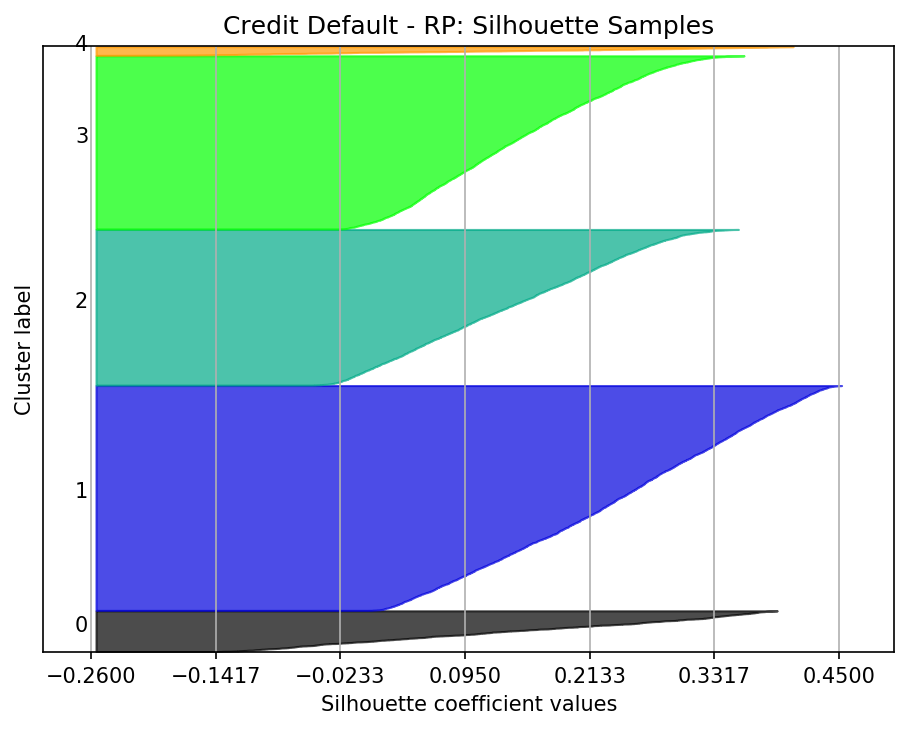 Credit Default - RP: Silhouette Samples
4
3
2
1
0
Cluster label
−0.2600 −0.1417 −0.0233 0.0950 0.2133 0.3317 0.4500
Silhouette coefficient values